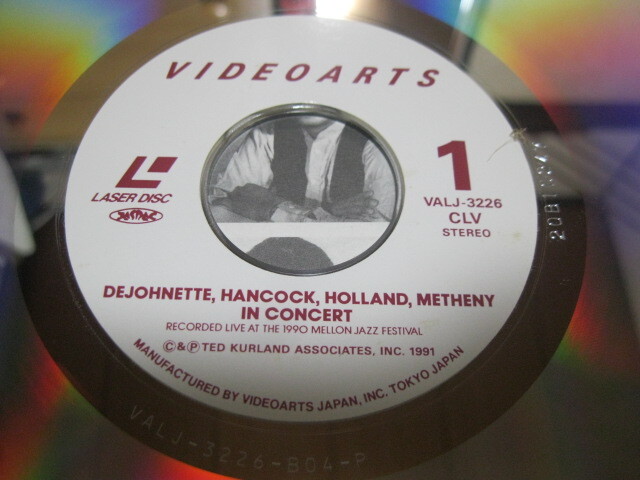 VIDEOARTS
LASER DISC
1
VALJ-3226
CLV
STEREO
DEJOHNETTE, HANCOCK, HOLLAND, METHENY
IN CONCERT
RECORDED LIVE AT THE 1990 MELLON JAZZ FESTIVAL
©&℗TED KURLAND ASSOCIATES, INC. 1991
MANUFACTURED BY VIDEOARTS JAPAN, INC. TOKYO JAPAN
VALJ-3226-B04-P